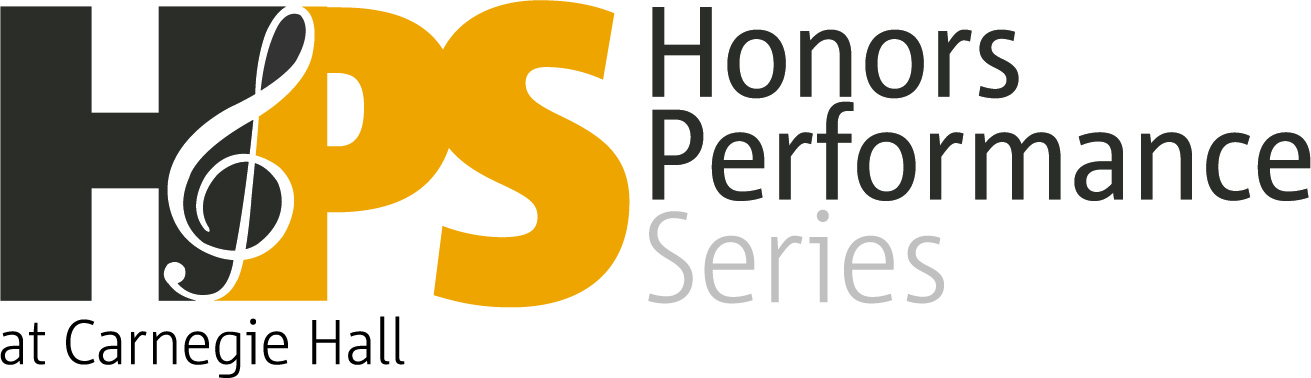 HPS
Honors
Performance
Series
at Carnegie Hall